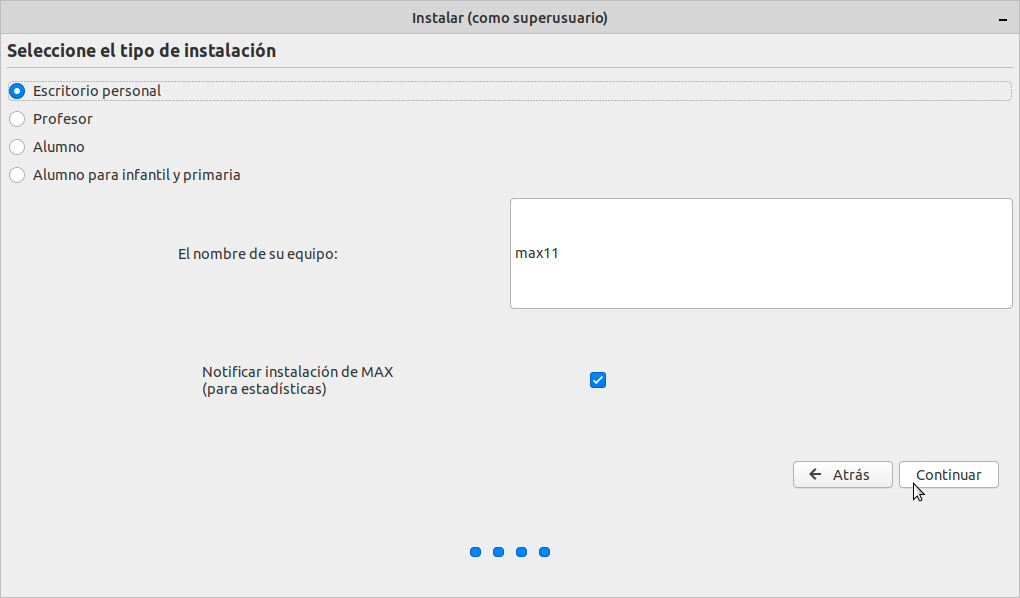 Instalar (como superusuario)
Seleccione el tipo de instalación
Escritorio personal
Profesor
Alumno
Alumno para infantil y primaria
El nombre de su equipo:
max11
Notificar instalación de MAX
(para estadísticas)
Atrás
Continuar